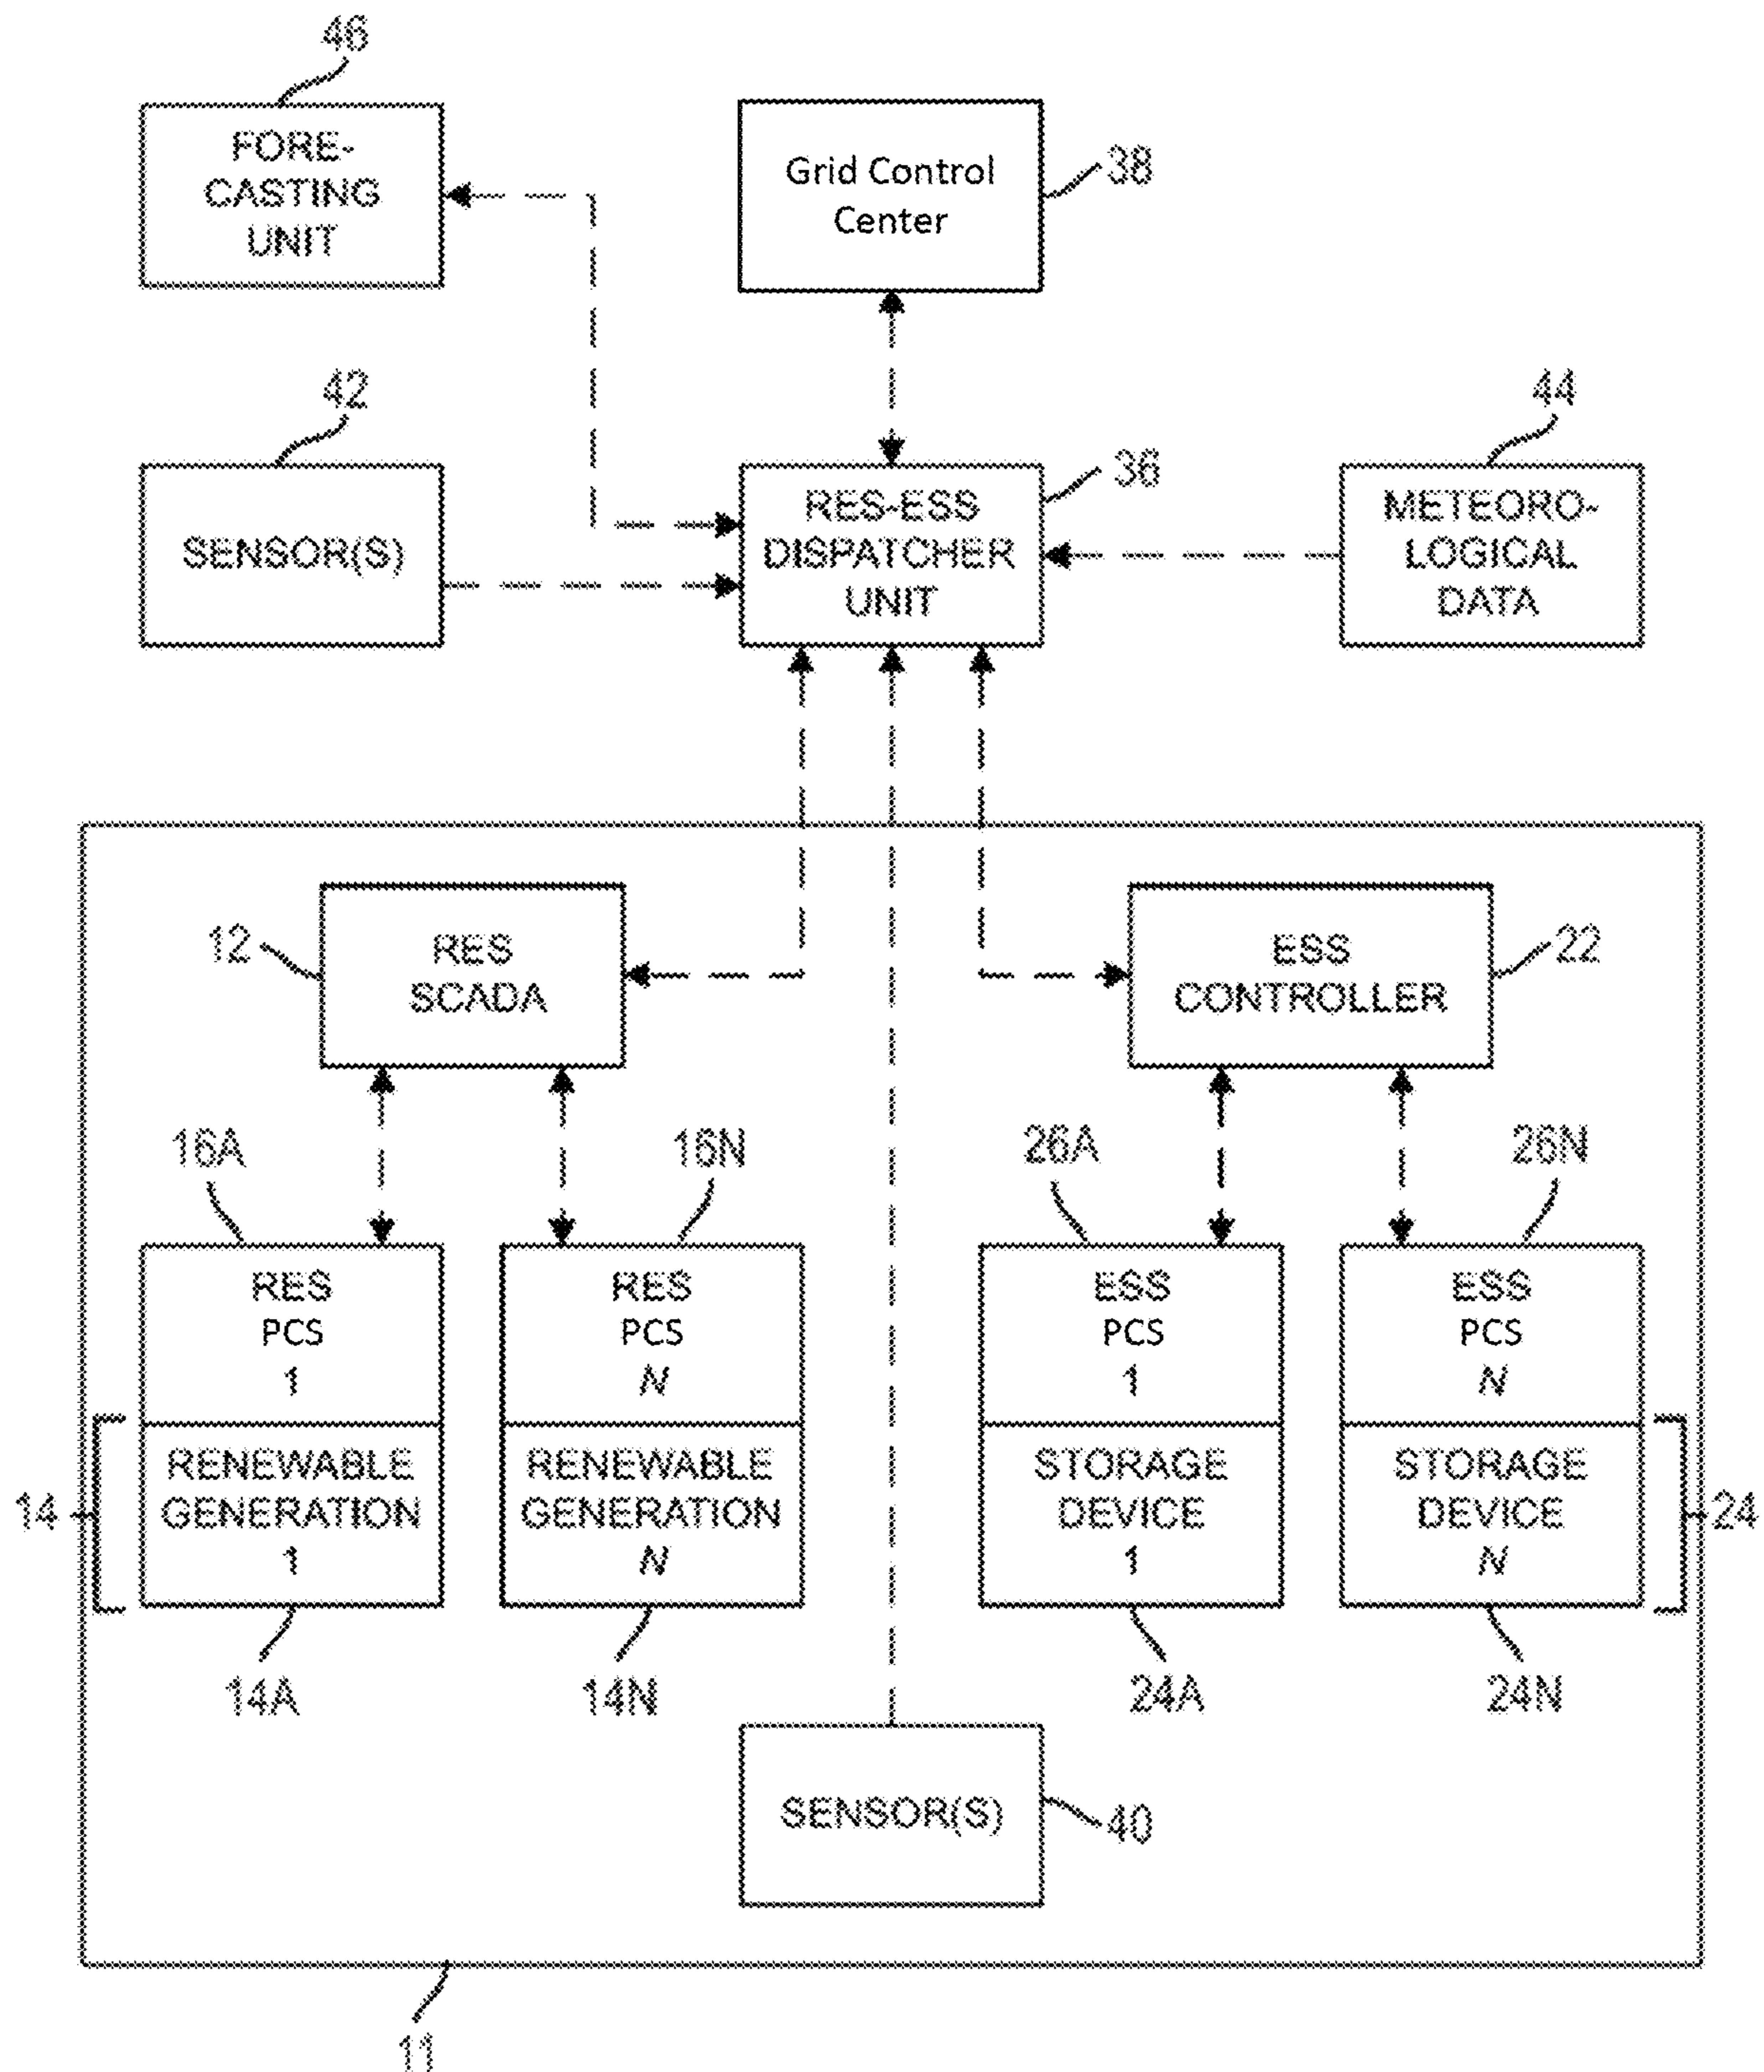 46
FORE-
CASTING
UNIT
Grid Control
Center
38
42
SENSOR(S)
36
RES-ESS
DISPATCHER
UNIT
44
METEORO-
LOGICAL
DATA
12
RES
SCADA
ESS
CONTROLLER
22
16A
16N
26A
26N
RES
PCS
1
RES
PCS
N
ESS
PCS
1
ESS
PCS
N
14
RENEWABLE
GENERATION
1
RENEWABLE
GENERATION
N
STORAGE
DEVICE
1
STORAGE
DEVICE
N
24
14A
14N
24A
24N
SENSOR(S)
40
11